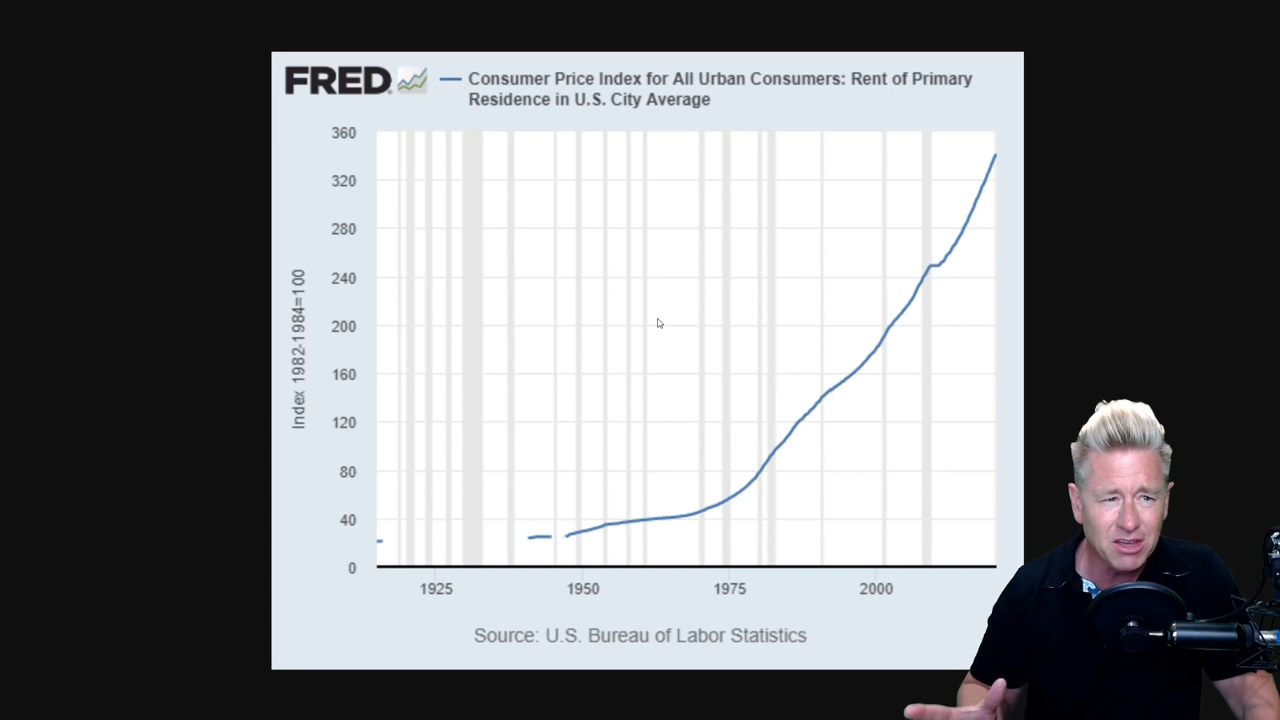 FRED
Consumer Price Index for All Urban Consumers: Rent of Primary
Residence in U.S. City Average
360
320
280
240
200
160
120
80
40
0
Index 1982-1984=100
1925 1950 1975 2000
Source: U.S. Bureau of Labor Statistics